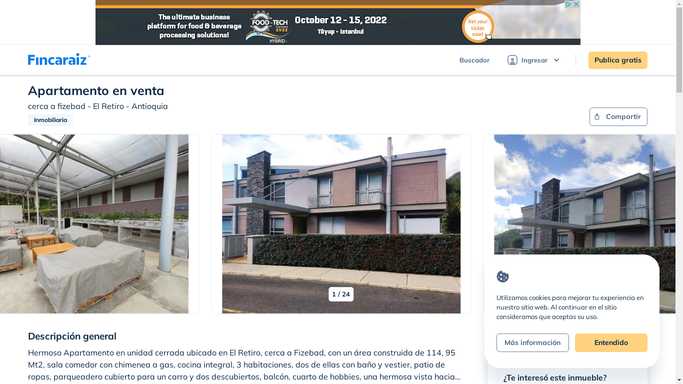 The ultimate business
platform for food & beverage
processing solutions!
FOOD-TECH
HYBRID
October 12 - 15, 2022
Tüyap - Istanbul
Get your
ticket
now!
Fincaraiz
Buscador
Ingresar
Publica gratis
Apartamento en venta
cerca a fizebad - El Retiro - Antioquia
Inmobiliaria
Compartir
1 / 24
Utilizamos cookies para mejorar tu experiencia en
nuestro sitio web. Al continuar en el sitio
consideramos que aceptas su uso.
Más información
Entendido
Descripción general
Hermoso Apartamento en unidad cerrada ubicado en El Retiro, cerca a Fizebad, con un área construida de 114, 95
Mt2, sala comedor con chimenea a gas, cocina integral, 3 habitaciones, dos de ellas con baño y vestier, patio de
ropas, parqueadero cubierto para un carro y dos descubiertos, balcón, cuarto de hobbies, una hermosa vista hacia...
¿Te interesó este inmueble?